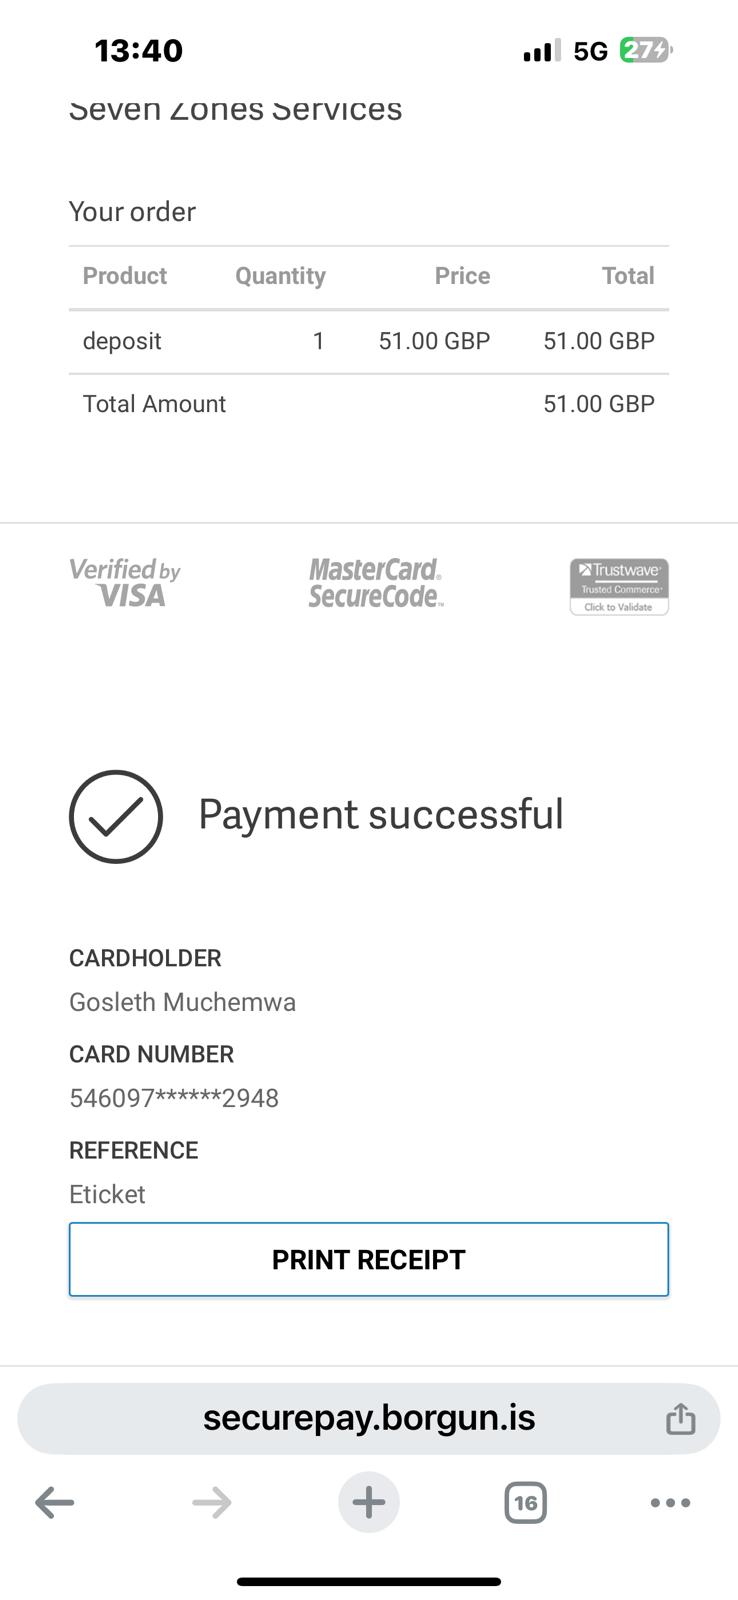 13:40 5G 27
Seven Zones Services
Your order
Product Quantity Price Total
deposit 1 51.00 GBP 51.00 GBP
Total Amount 51.00 GBP
Verified by
VISA
MasterCard.
SecureCode™
Trustwave
Trusted Commerce
Click to Validate
Payment successful
CARDHOLDER
Gosleth Muchemwa
CARD NUMBER
546097******2948
REFERENCE
Eticket
PRINT RECEIPT
securepay.borgun.is
16